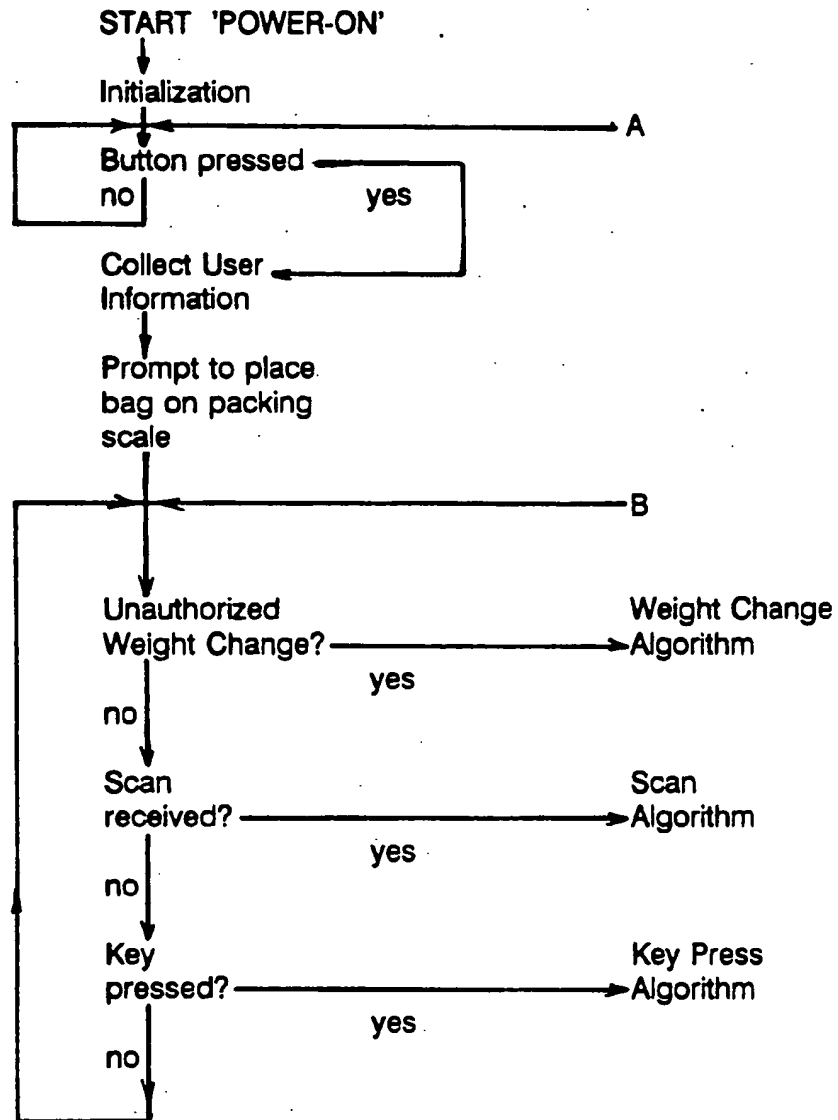 START 'POWER-ON'
Initialization
A
Button pressed
no
yes
Collect User
Information
Prompt to place
bag on packing
scale
B
Unauthorized
Weight Change?
yes
Weight Change
Algorithm
no
Scan
received?
yes
Scan
Algorithm
no
Key
pressed?
yes
Key Press
Algorithm
no